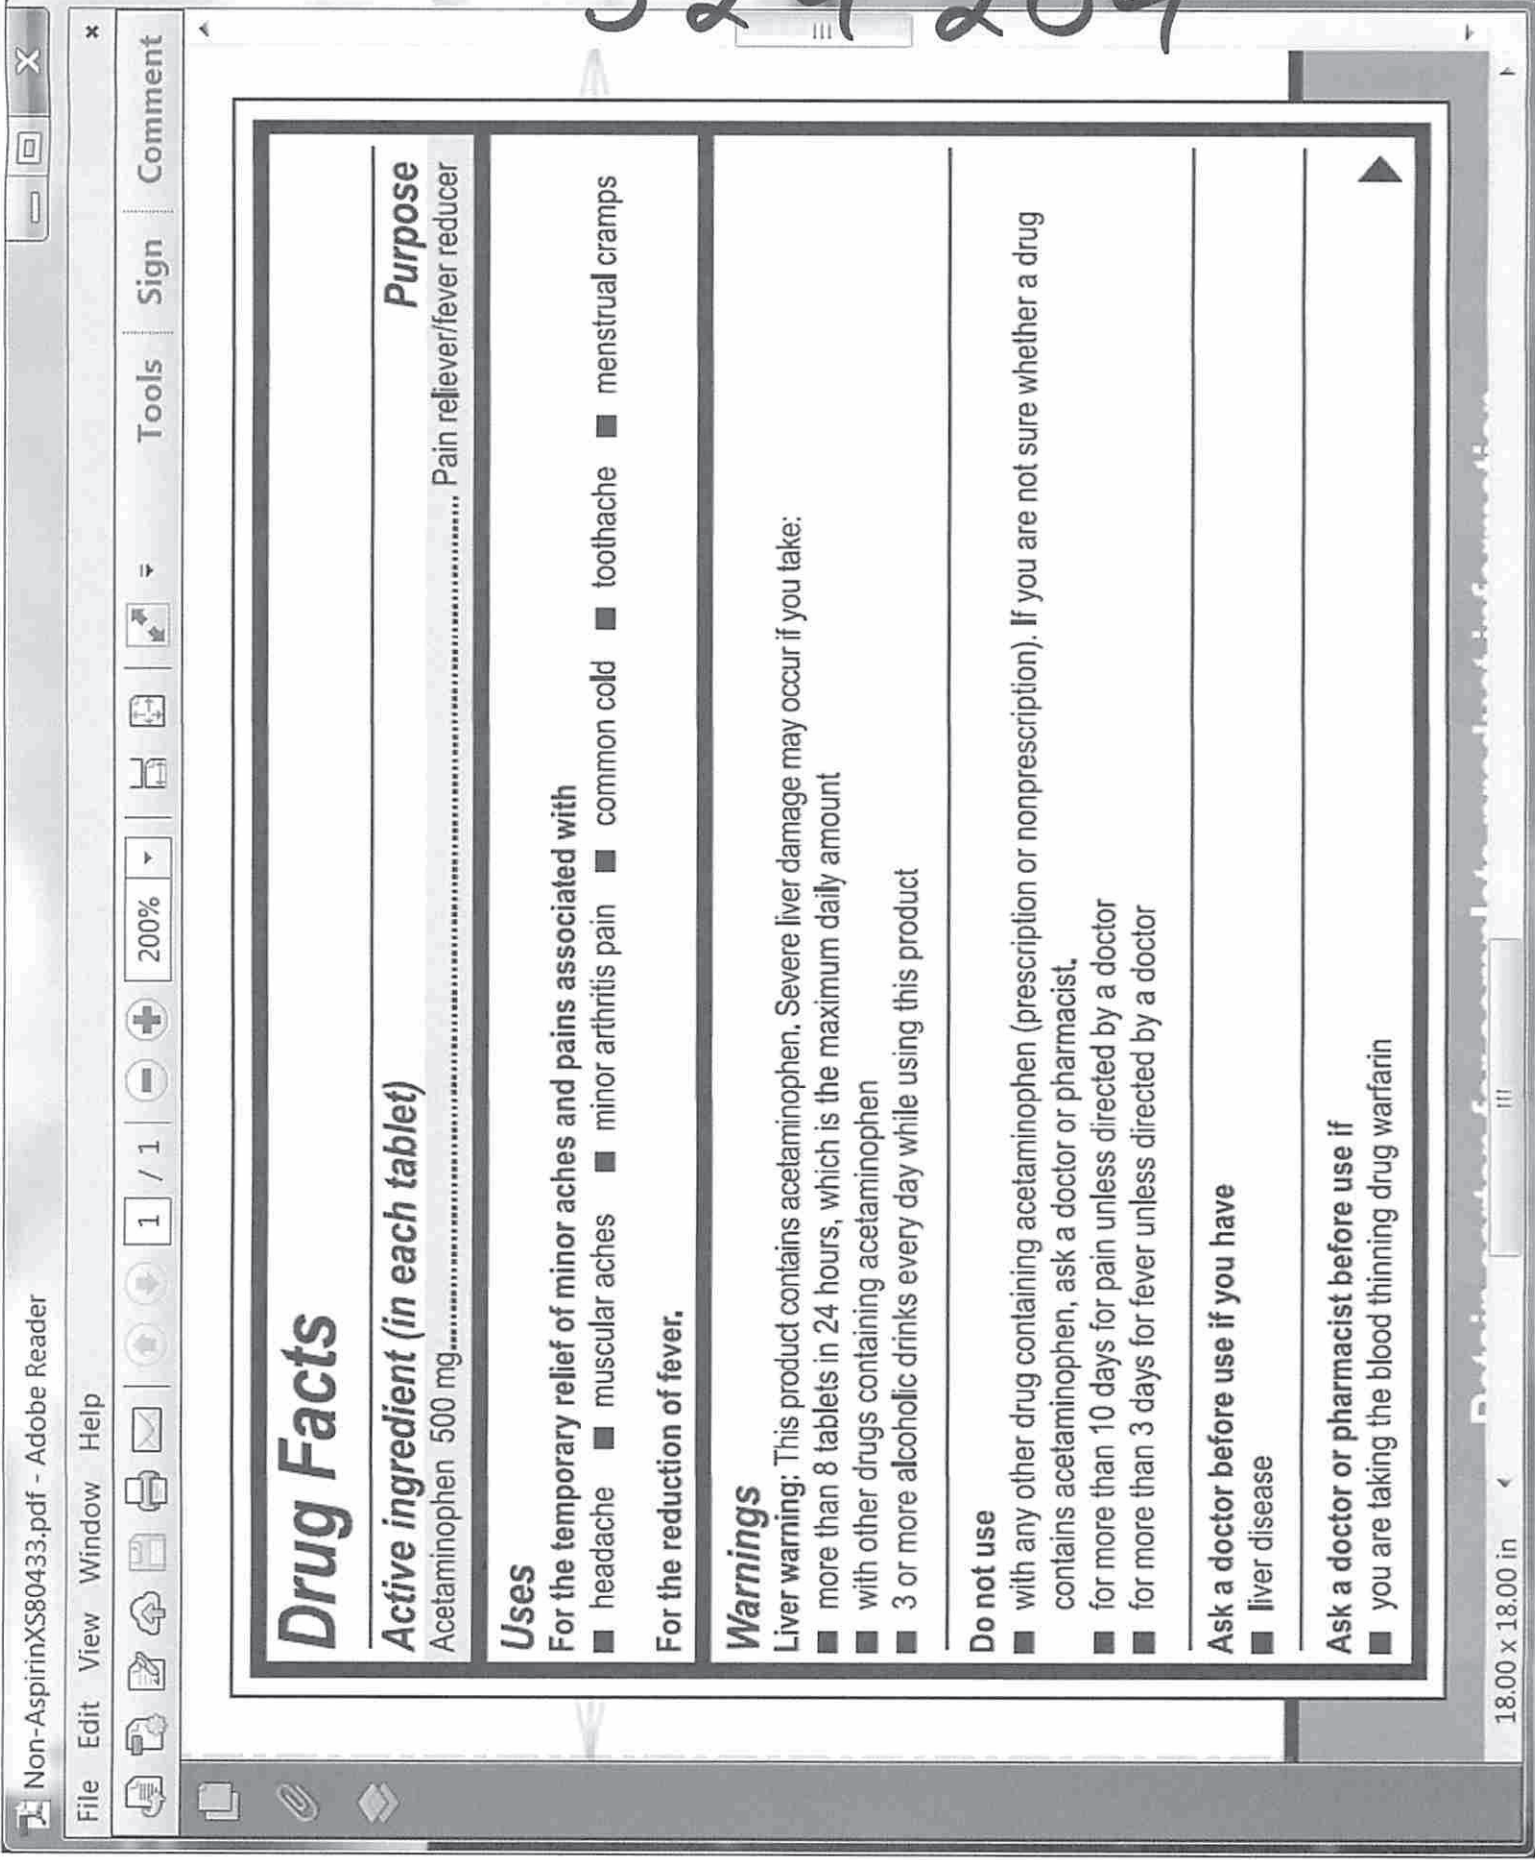 Non-AspirinXS80433.pdf - Adobe Reader
File Edit View Window Help
1 / 1 200% Tools Sign Comment
Drug Facts
Active ingredient (in each tablet) Purpose
Acetaminophen 500 mg Pain reliever/fever reducer
Uses
For the temporary relief of minor aches and pains associated with
■ headache ■ muscular aches ■ minor arthritis pain ■ common cold ■ toothache ■ menstrual cramps
For the reduction of fever.
Warnings
Liver warning: This product contains acetaminophen. Severe liver damage may occur if you take:
■ more than 8 tablets in 24 hours, which is the maximum daily amount
■ with other drugs containing acetaminophen
■ 3 or more alcoholic drinks every day while using this product
Do not use
■ with any other drug containing acetaminophen (prescription or nonprescription). If you are not sure whether a drug
contains acetaminophen, ask a doctor or pharmacist.
■ for more than 10 days for pain unless directed by a doctor
■ for more than 3 days for fever unless directed by a doctor
Ask a doctor before use if you have
■ liver disease
Ask a doctor or pharmacist before use if
■ you are taking the blood thinning drug warfarin
18.00 x 18.00 in